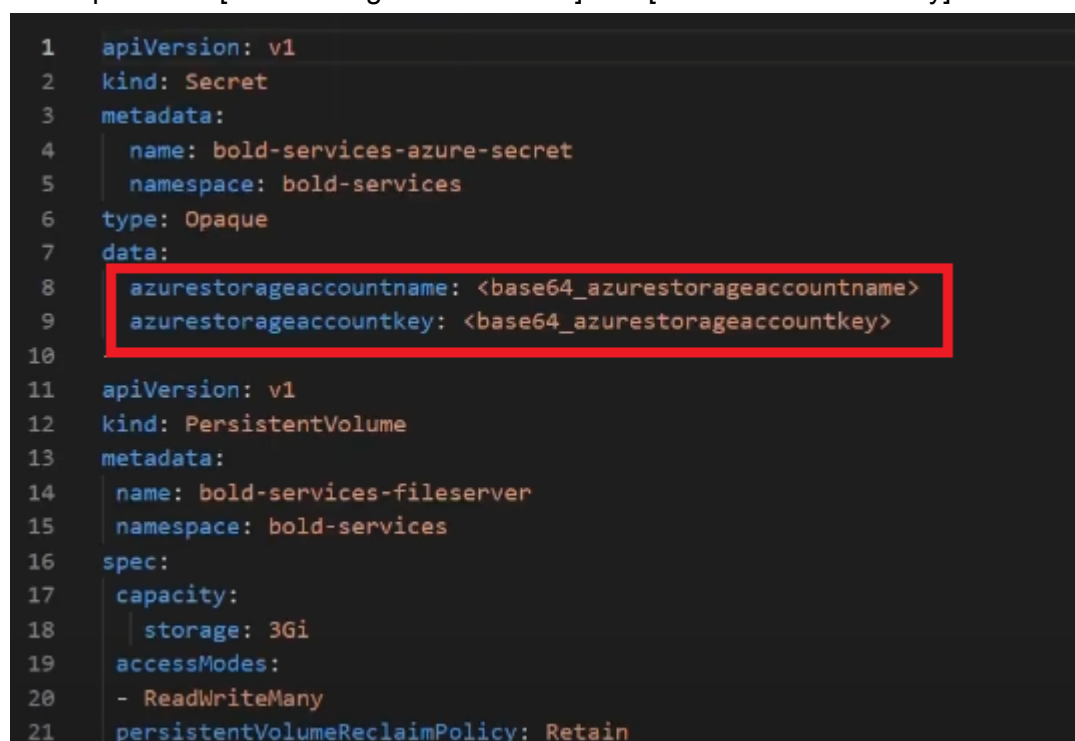 1 apiVersion: v1
2 kind: Secret
3 metadata:
4 name: bold-services-azure-secret
5 namespace: bold-services
6 type: Opaque
7 data:
8 azurestorageaccountname: <base64_azurestorageaccountname>
9 azurestorageaccountkey: <base64_azurestorageaccountkey>
10
11 apiVersion: v1
12 kind: PersistentVolume
13 metadata:
14 name: bold-services-fileserver
15 namespace: bold-services
16 spec:
17 capacity:
18 storage: 3Gi
19 accessModes:
20 - ReadWriteMany
21 persistentVolumeReclaimPolicy: Retain